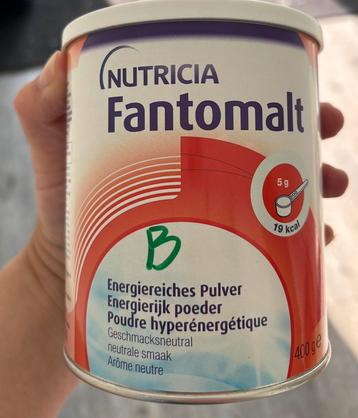 NUTRICIA
Fantomalt
5 g
19 kcal
B
Energiereiches Pulver
Energierijk poeder
Poudre hyperénergétique
Geschmacksneutral
neutrale smaak
Arôme neutre
400 g e